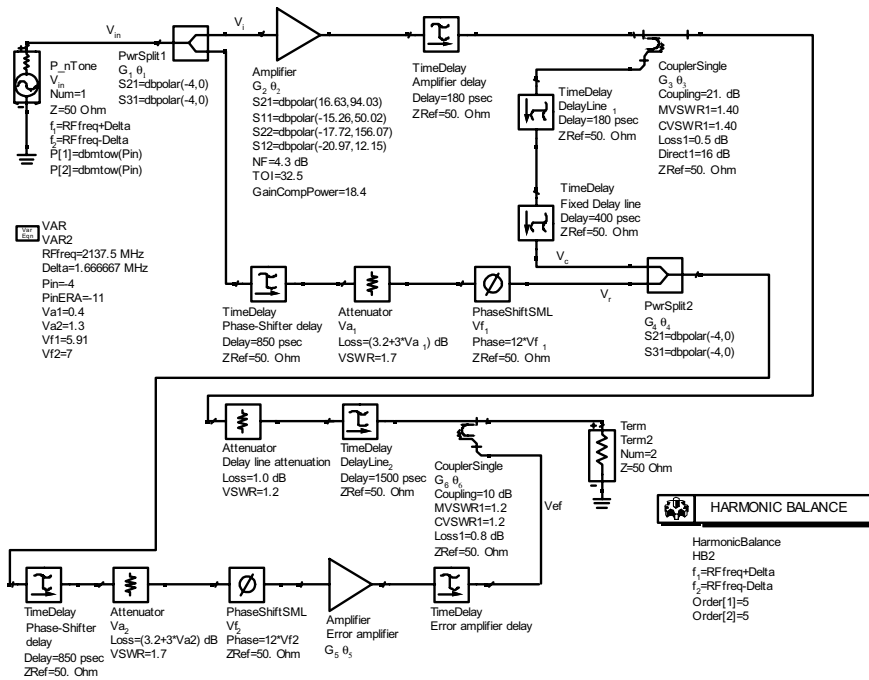 V_in
P_nTone
V_in
Num=1
Z=50 Ohm
f_1=RFfreq+Delta
f_2=RFfreq-Delta
P[1]=dbmtow(Pin)
P[2]=dbmtow(Pin)
PwrSplit1
G_1 θ_1
S21=dbpolar(-4,0)
S31=dbpolar(-4,0)
V_i
Amplifier
G_2 θ_2
S21=dbpolar(16.63,94.03)
S11=dbpolar(-15.26,50.02)
S22=dbpolar(-17.72,156.07)
S12=dbpolar(-20.97,12.15)
NF=4.3 dB
TOI=32.5
GainCompPower=18.4
TimeDelay
Amplifier delay
Delay=180 psec
ZRef=50. Ohm
TimeDelay
DelayLine_1
Delay=180 psec
ZRef=50. Ohm
CouplerSingle
G_3 θ_3
Coupling=21. dB
MVSWR1=1.40
CVSWR1=1.40
Loss1=0.5 dB
Direct1=16 dB
ZRef=50. Ohm
TimeDelay
Fixed Delay line
Delay=400 psec
ZRef=50. Ohm
V_c
Var
Eqn
VAR
VAR2
RFfreq=2137.5 MHz
Delta=1.666667 MHz
Pin=-4
PinERA=-11
Va1=0.4
Va2=1.3
Vf1=5.91
Vf2=7
TimeDelay
Phase-Shifter delay
Delay=850 psec
ZRef=50. Ohm
Attenuator
Va_1
Loss=(3.2+3*Va_1) dB
VSWR=1.7
PhaseShiftSML
Vf_1
Phase=12*Vf_1
ZRef=50. Ohm
V_r
PwrSplit2
G_4 θ_4
S21=dbpolar(-4,0)
S31=dbpolar(-4,0)
Attenuator
Delay line attenuation
Loss=1.0 dB
VSWR=1.2
TimeDelay
DelayLine_2
Delay=1500 psec
ZRef=50. Ohm
CouplerSingle
G_6 θ_6
Coupling=10 dB
MVSWR1=1.2
CVSWR1=1.2
Loss1=0.8 dB
ZRef=50. Ohm
Vef
Term
Term2
Num=2
Z=50 Ohm
HARMONIC BALANCE
HarmonicBalance
HB2
f_1=RFfreq+Delta
f_2=RFfreq-Delta
Order[1]=5
Order[2]=5
TimeDelay
Phase-Shifter
delay
Delay=850 psec
ZRef=50. Ohm
Attenuator
Va_2
Loss=(3.2+3*Va2) dB
VSWR=1.7
PhaseShiftSML
Vf_2
Phase=12*Vf2
ZRef=50. Ohm
Amplifier
Error amplifier
G_5 θ_5
TimeDelay
Error amplifier delay